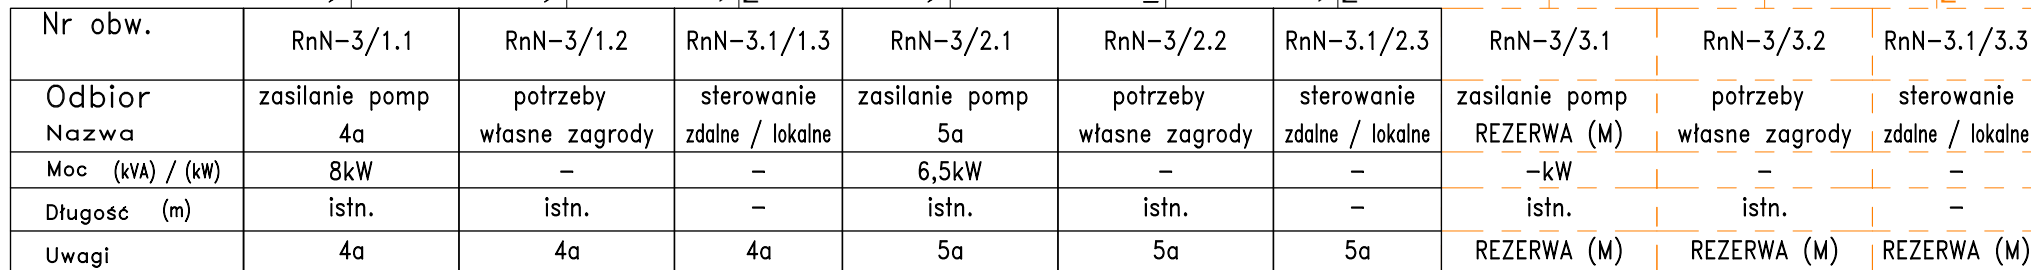 Nr obw. RnN-3/1.1 RnN-3/1.2 RnN-3.1/1.3 RnN-3/2.1 RnN-3/2.2 RnN-3.1/2.3 RnN-3/3.1 RnN-3/3.2 RnN-3.1/3.3
Odbior zasilanie pomp potrzeby sterowanie zasilanie pomp potrzeby sterowanie zasilanie pomp potrzeby sterowanie
Nazwa 4a własne zagrody zdalne / lokalne 5a własne zagrody zdalne / lokalne REZERWA (M) własne zagrody zdalne / lokalne
Moc (kVA) / (kW) 8kW - - 6,5kW - - -kW - -
Długość (m) istn. istn. - istn. istn. - istn. istn. -
Uwagi 4a 4a 4a 5a 5a 5a REZERWA (M) REZERWA (M) REZERWA (M)